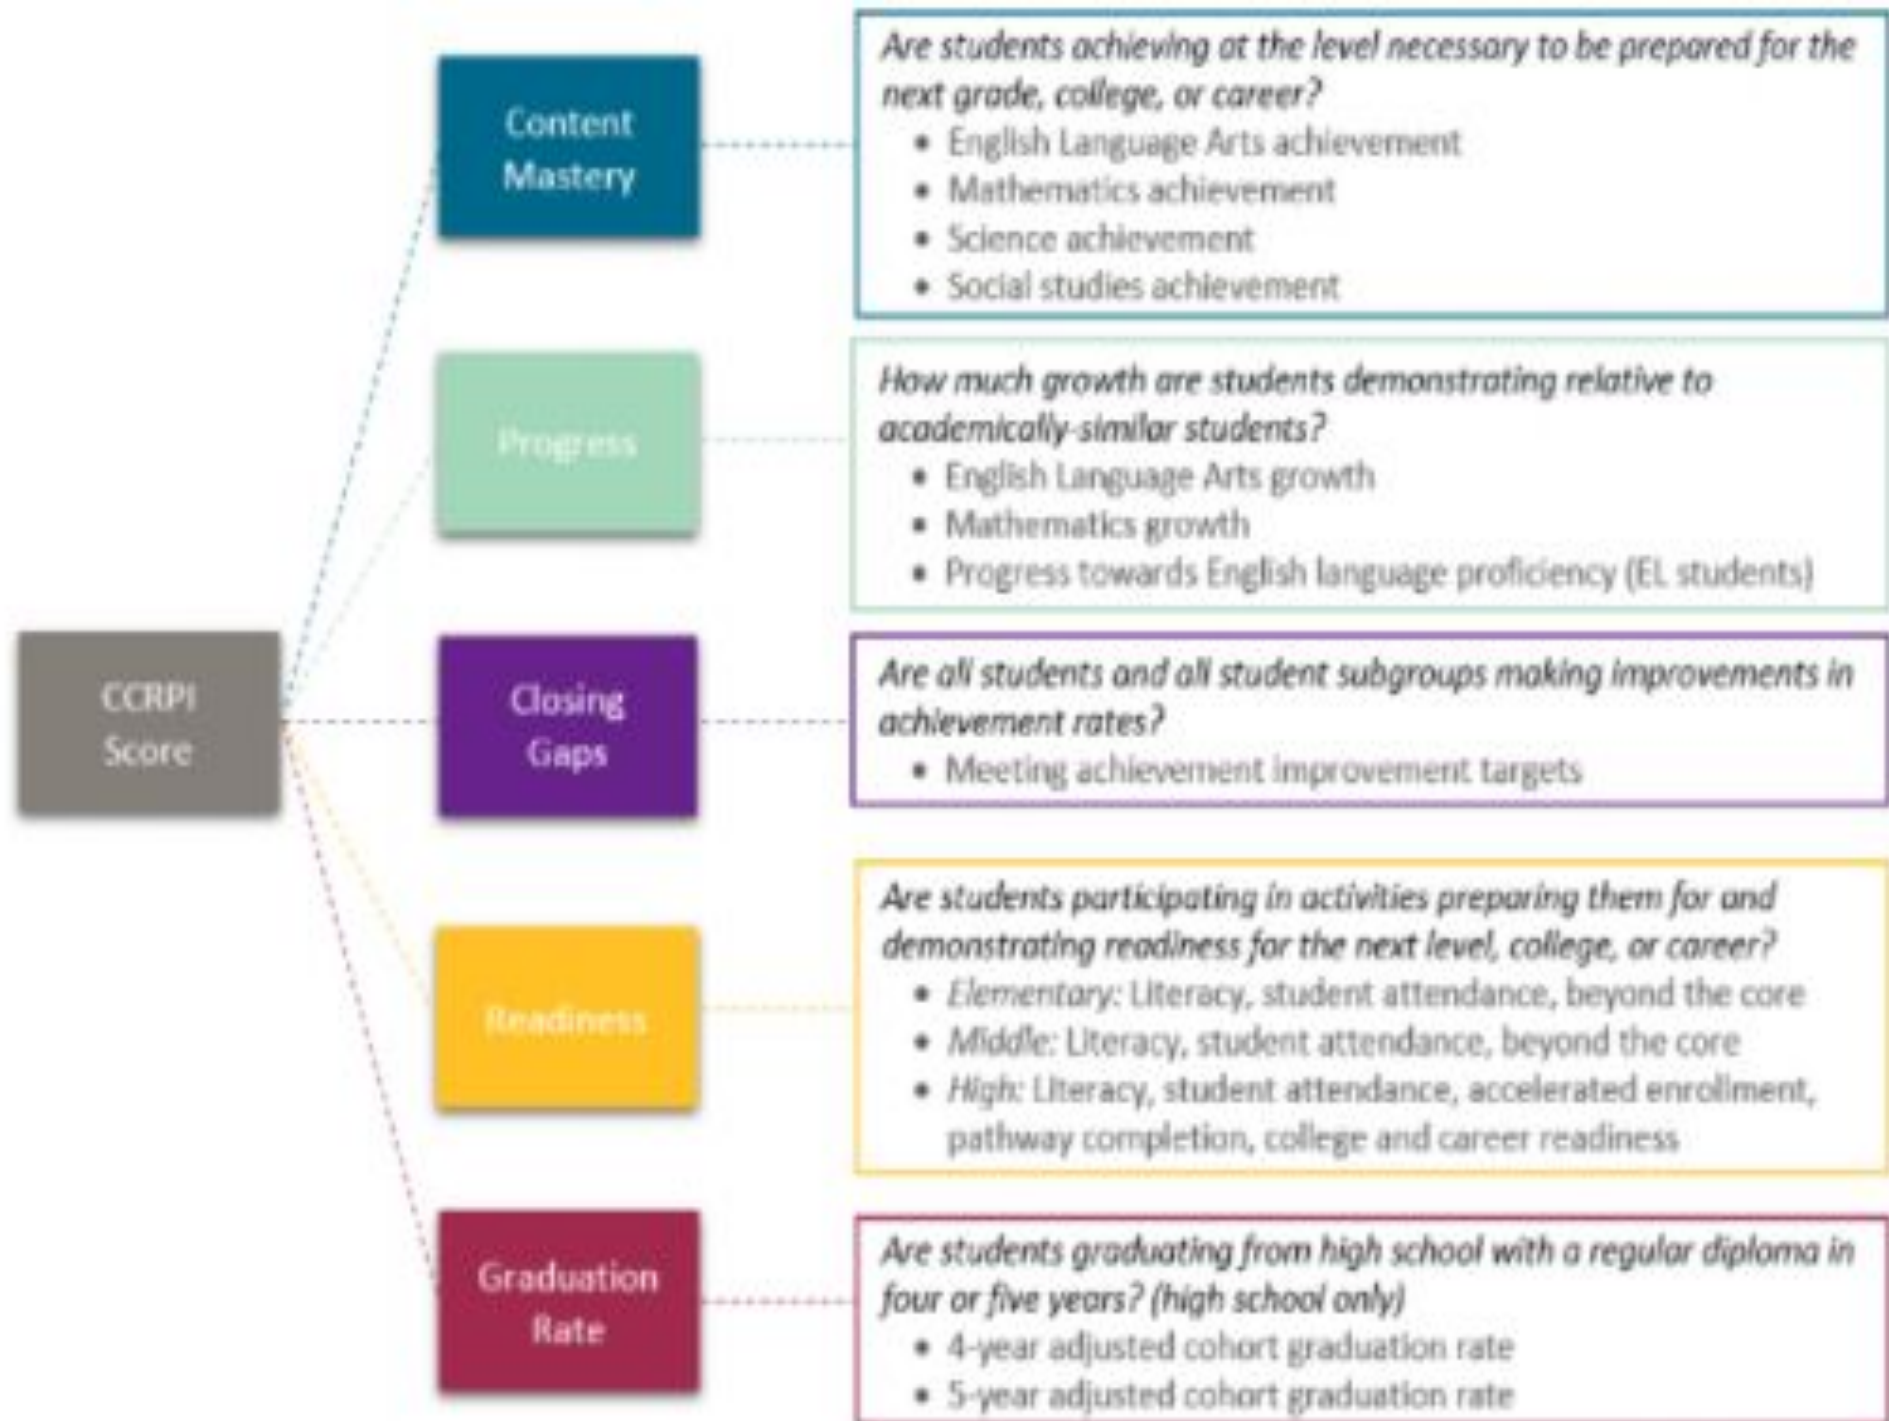 Content
Mastery
Are students achieving at the level necessary to be prepared for the
next grade, college, or career?
• English Language Arts achievement
• Mathematics achievement
• Science achievement
• Social studies achievement
Progress
How much growth are students demonstrating relative to
academically-similar students?
• English Language Arts growth
• Mathematics growth
• Progress towards English language proficiency (EL students)
CCRPI
Score
Closing
Gaps
Are all students and all student subgroups making improvements in
achievement rates?
• Meeting achievement improvement targets
Readiness
Are students participating in activities preparing them for and
demonstrating readiness for the next level, college, or career?
• Elementary: Literacy, student attendance, beyond the core
• Middle: Literacy, student attendance, beyond the core
• High: Literacy, student attendance, accelerated enrollment,
pathway completion, college and career readiness
Graduation
Rate
Are students graduating from high school with a regular diploma in
four or five years? (high school only)
• 4-year adjusted cohort graduation rate
• 5-year adjusted cohort graduation rate